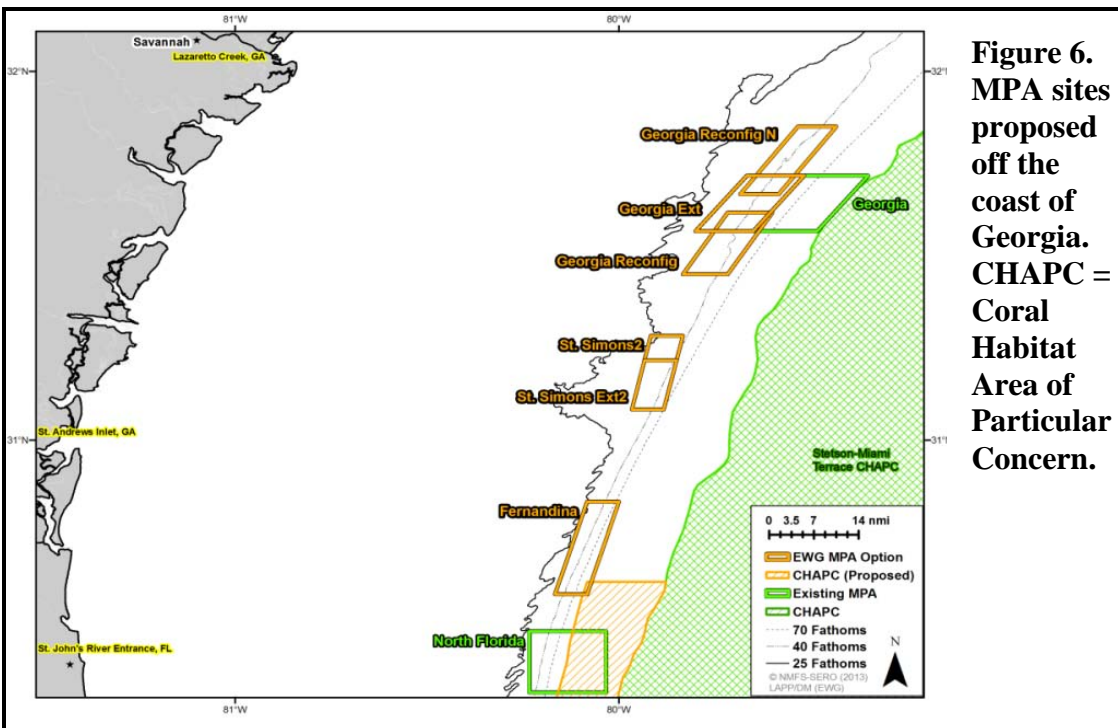 81°W
80°W
Savannah
Lazaretto Creek, GA
32°N
32°I
Georgia Reconfig N
Georgia Ext
Georgia
Georgia Reconfig
St. Simons2
St. Simons Ext2
St. Andrews Inlet, GA
31°N
31°I
Stetson-Miami
Terrace CHAPC
Fernandina
North Florida
St. John's River Entrance, FL
0 3.5 7 14 nmi
EWG MPA Option
CHAPC (Proposed)
Existing MPA
CHAPC
70 Fathoms
40 Fathoms
25 Fathoms
N
© NMFS-SERO (2013)
LAPP/DM (EWG)
81°W
80°W
Figure 6.
MPA sites
proposed
off the
coast of
Georgia.
CHAPC =
Coral
Habitat
Area of
Particular
Concern.